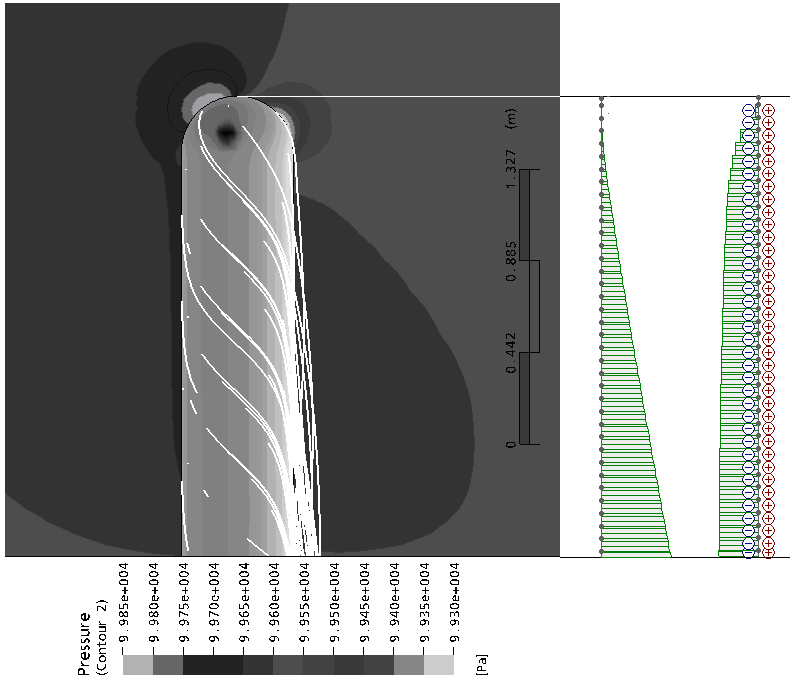 Pressure
(Contour 2)
9.985e+004
9.980e+004
9.975e+004
9.970e+004
9.965e+004
9.960e+004
9.955e+004
9.950e+004
9.945e+004
9.940e+004
9.935e+004
9.930e+004
[Pa]
0 0.442 0.885 1.327 (m)